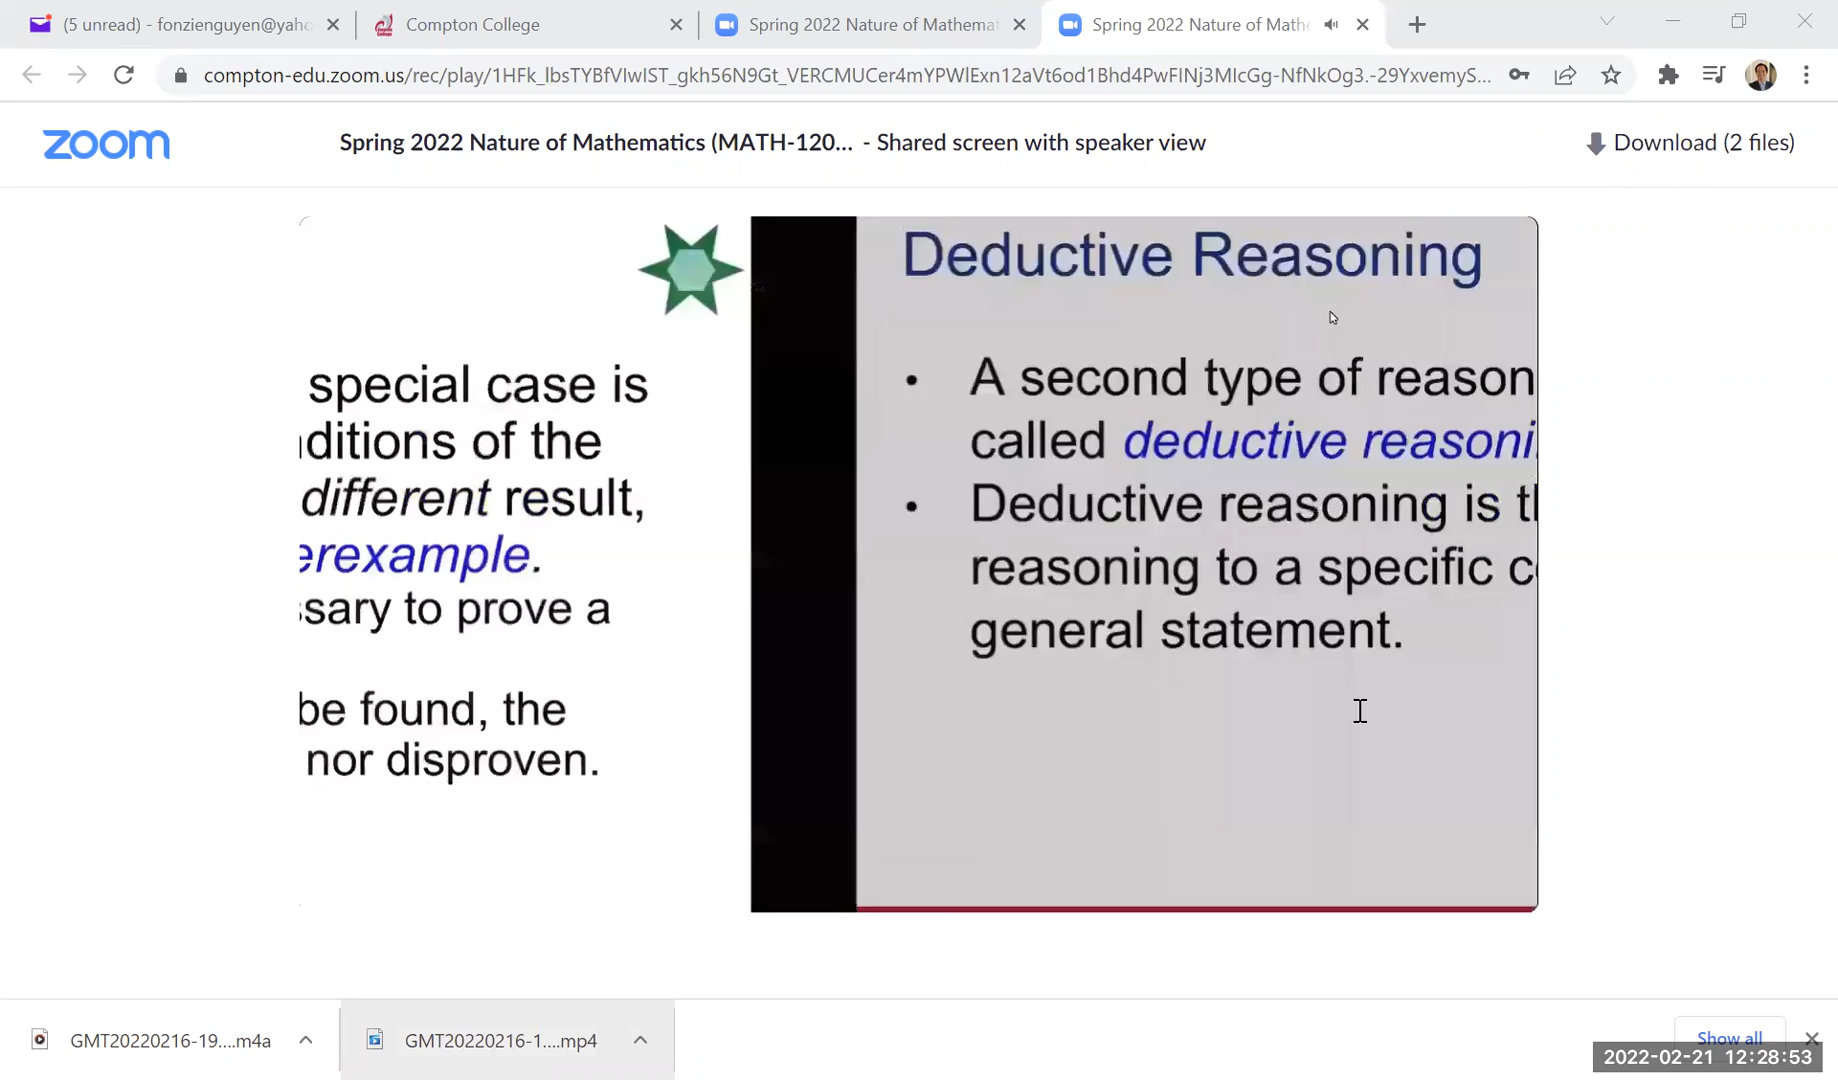 (5 unread) - fonzienguyen@yaho
Compton College
Spring 2022 Nature of Mathemat
Spring 2022 Nature of Mathe
compton-edu.zoom.us/rec/play/1HFk_lbsTYBfVIwIST_gkh56N9Gt_VERCMUCer4mYPWlExn12aVt6od1Bhd4PwFINj3MIcGg-NfNkOg3.-29YxvemyS...
zoom
Spring 2022 Nature of Mathematics (MATH-120... - Shared screen with speaker view
Download (2 files)
special case is
ditions of the
different result,
erexample.
ssary to prove a
be found, the
nor disproven.
Deductive Reasoning
• A second type of reason
called deductive reasoni
• Deductive reasoning is th
reasoning to a specific c
general statement.
GMT20220216-19....m4a
GMT20220216-1....mp4
Show all
2022-02-21 12:28:53